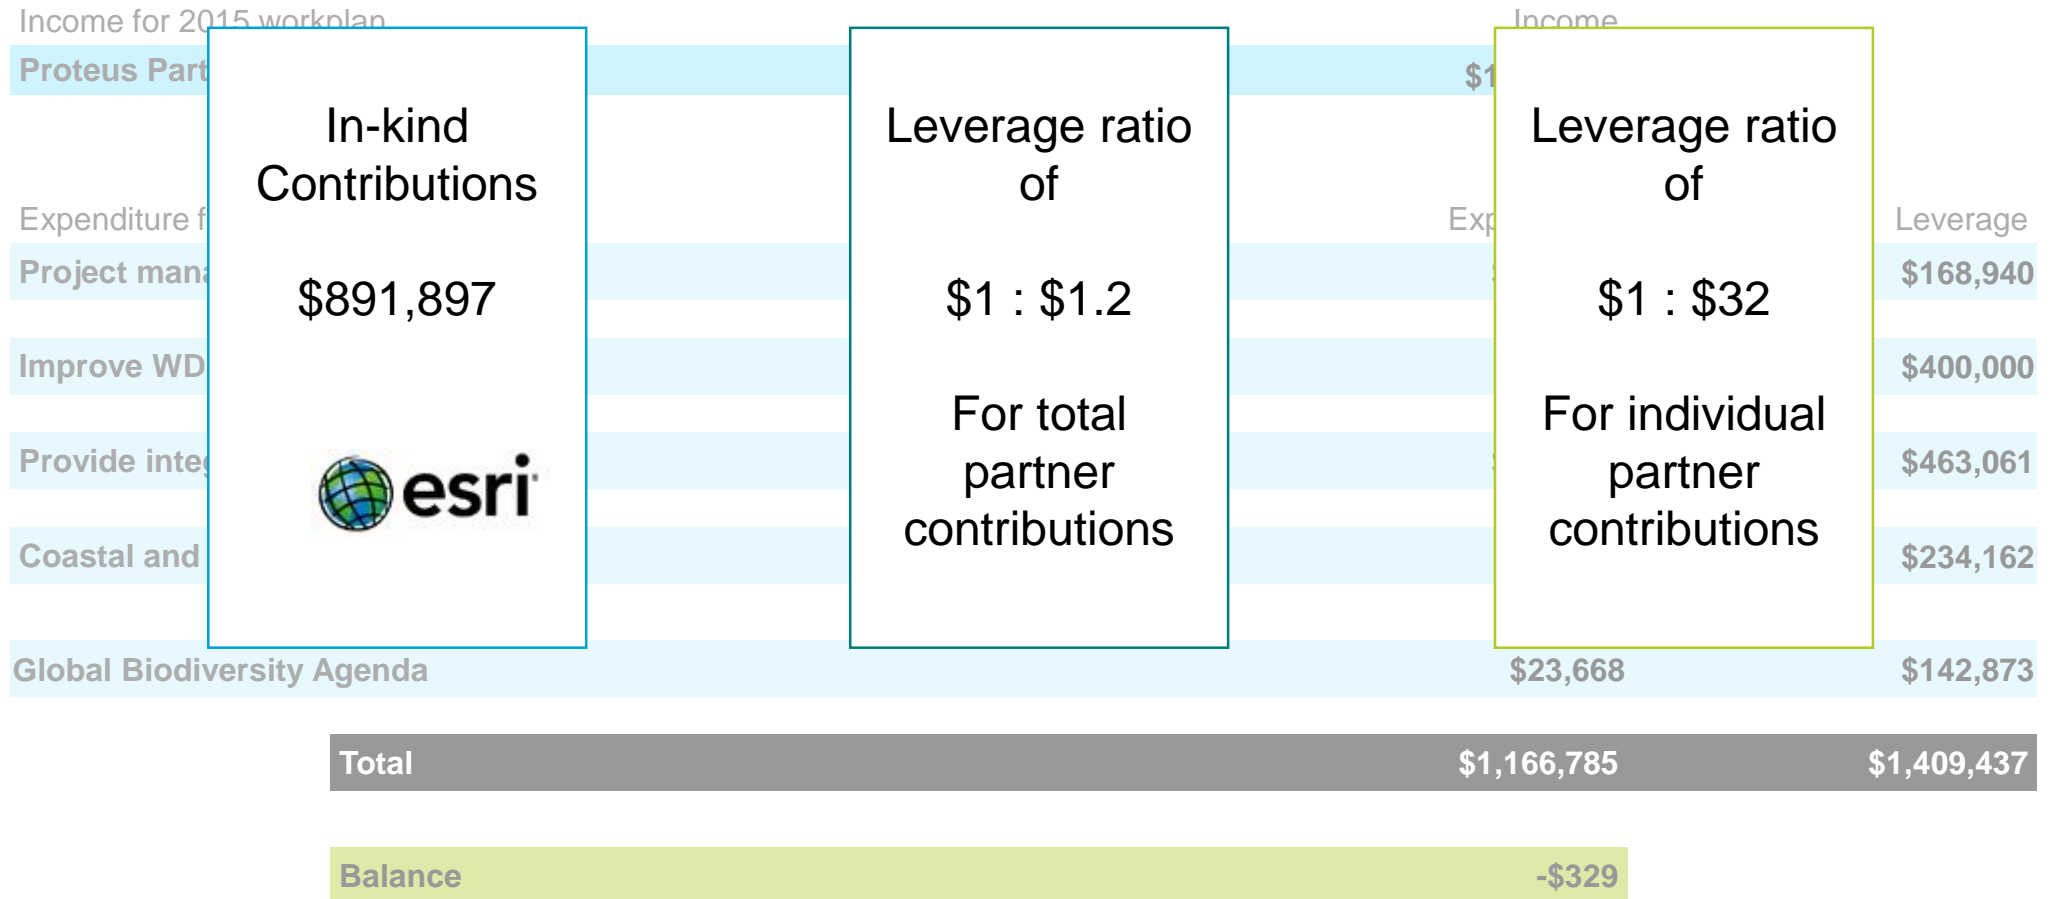 Income for 2015 workplan Income
Proteus Part $1
In-kind
Contributions
$891,897
esri
Leverage ratio
of
$1 : $1.2
For total
partner
contributions
Leverage ratio
of
$1 : $32
For individual
partner
contributions
Expenditure f Exp Leverage
Project mana $168,940
Improve WD $400,000
Provide inte $463,061
Coastal and $234,162
Global Biodiversity Agenda $23,668 $142,873
Total $1,166,785 $1,409,437
Balance -$329